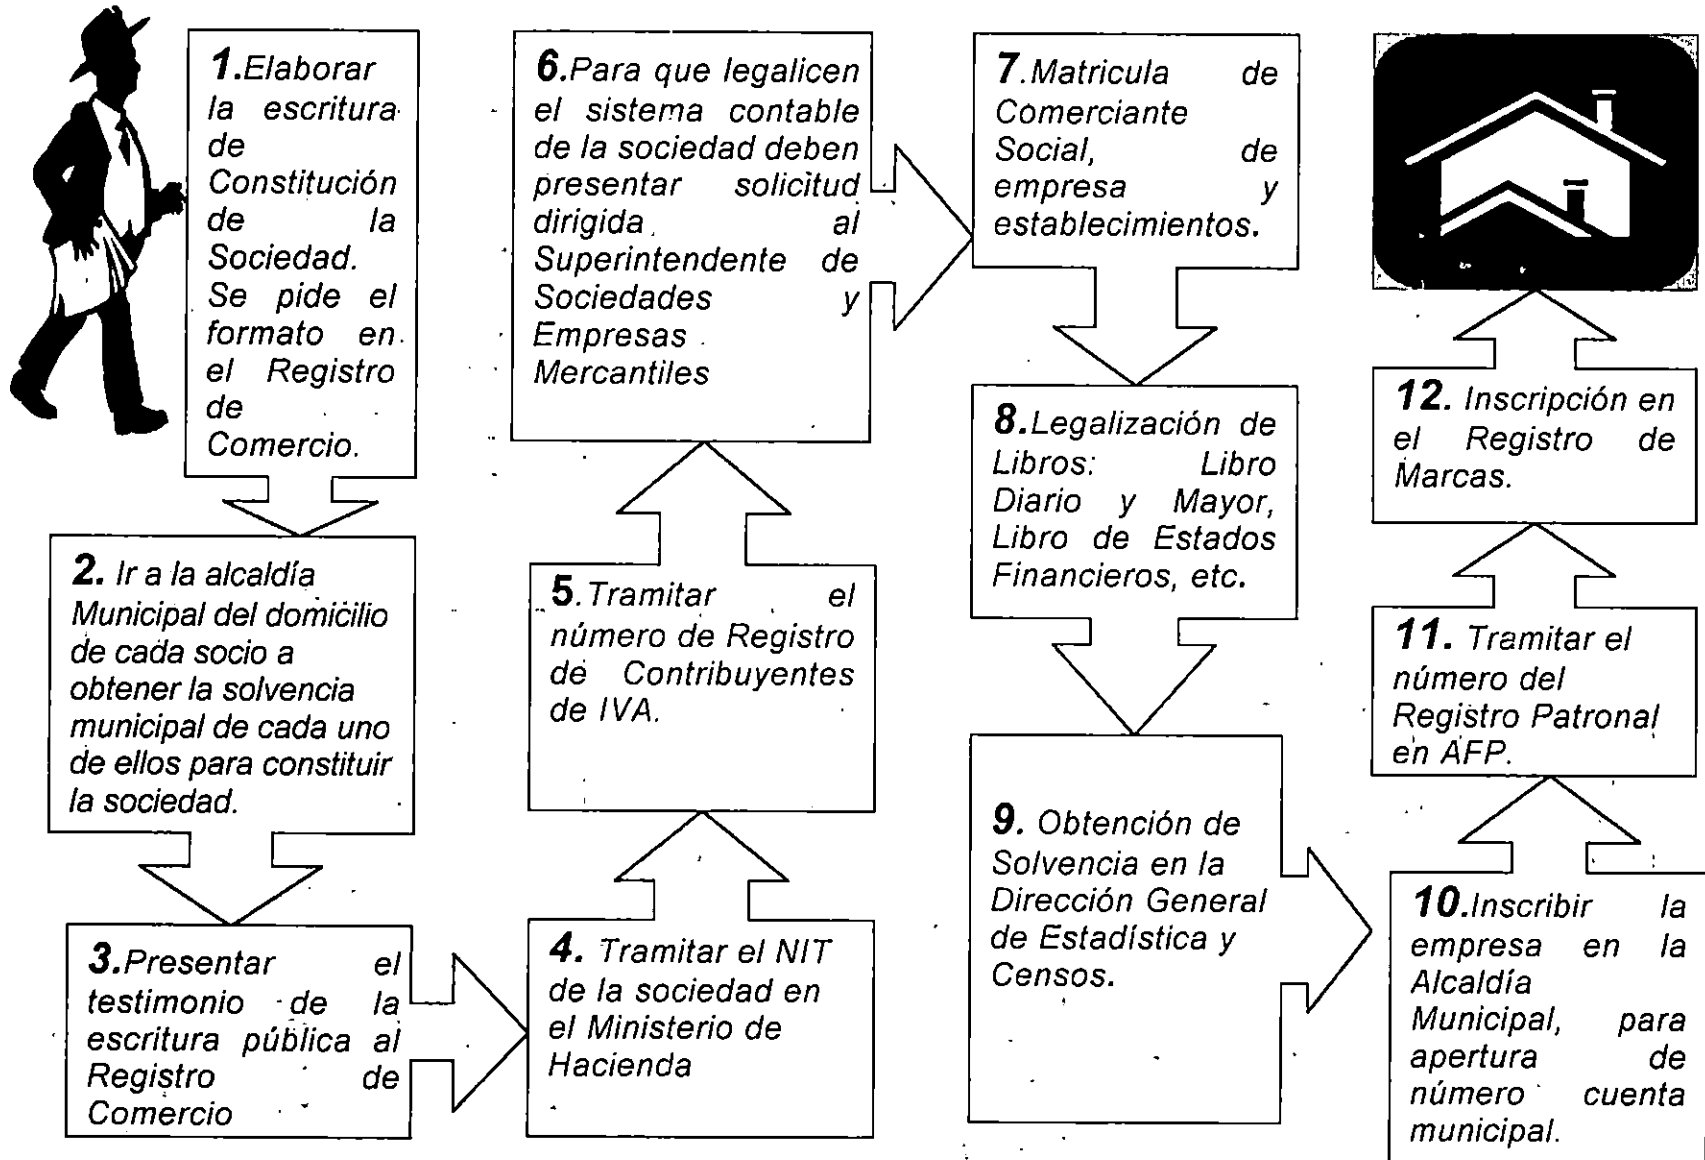 1.Elaborar
la escritura
de
Constitución
de la
Sociedad.
Se pide el
formato en
el Registro
de
Comercio.
2. Ir a la alcaldía
Municipal del domicilio
de cada socio a
obtener la solvencia
municipal de cada uno
de ellos para constituir
la sociedad.
3.Presentar el
testimonio de la
escritura pública al
Registro de
Comercio
4. Tramitar el NIT
de la sociedad en
el Ministerio de
Hacienda
5.Tramitar el
número de Registro
de Contribuyentes
de IVA.
6.Para que legalicen
el sistema contable
de la sociedad deben
presentar solicitud
dirigida al
Superintendente de
Sociedades y
Empresas
Mercantiles
7.Matricula de
Comerciante
Social, de
empresa y
establecimientos.
8.Legalización de
Libros: Libro
Diario y Mayor,
Libro de Estados
Financieros, etc.
9. Obtención de
Solvencia en la
Dirección General
de Estadística y
Censos.
10.Inscribir la
empresa en la
Alcaldía
Municipal, para
apertura de
número cuenta
municipal.
11. Tramitar el
número del
Registro Patronal
en AFP.
12. Inscripción en
el Registro de
Marcas.